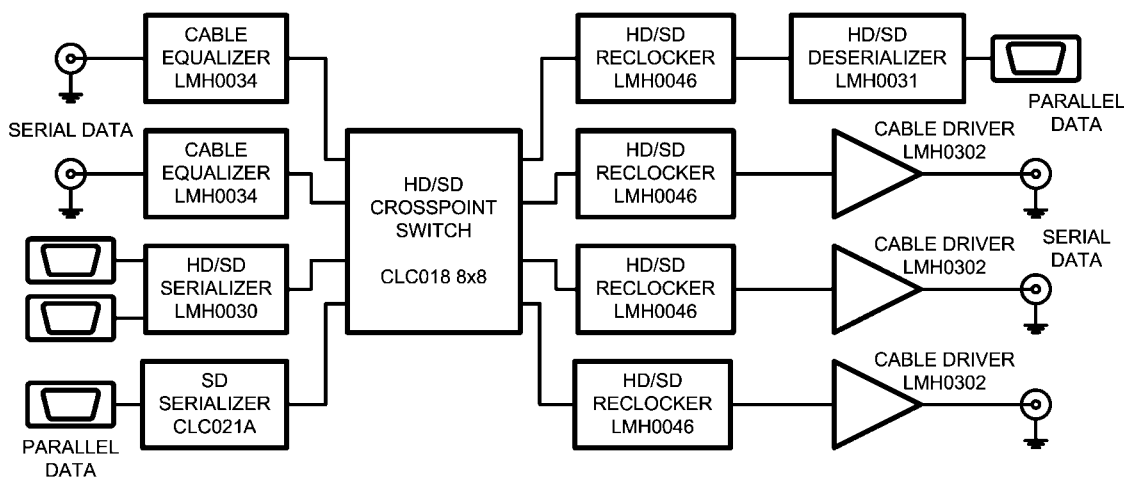 CABLE
EQUALIZER
LMH0034
SERIAL DATA
CABLE
EQUALIZER
LMH0034
HD/SD
SERIALIZER
LMH0030
SD
SERIALIZER
CLC021A
PARALLEL
DATA
HD/SD
CROSSPOINT
SWITCH
CLC018 8x8
HD/SD
RECLOCKER
LMH0046
HD/SD
DESERIALIZER
LMH0031
PARALLEL
DATA
HD/SD
RECLOCKER
LMH0046
CABLE DRIVER
LMH0302
SERIAL
DATA
HD/SD
RECLOCKER
LMH0046
CABLE DRIVER
LMH0302
HD/SD
RECLOCKER
LMH0046
CABLE DRIVER
LMH0302